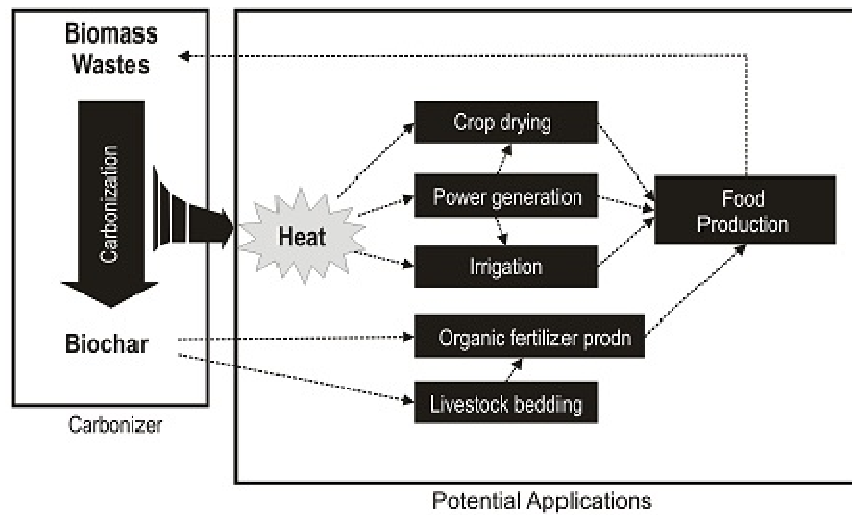 Biomass
Wastes
Carbonization
Biochar
Carbonizer
Heat
Crop drying
Power generation
Irrigation
Organic fertilizer prodn
Livestock bedding
Food
Production
Potential Applications